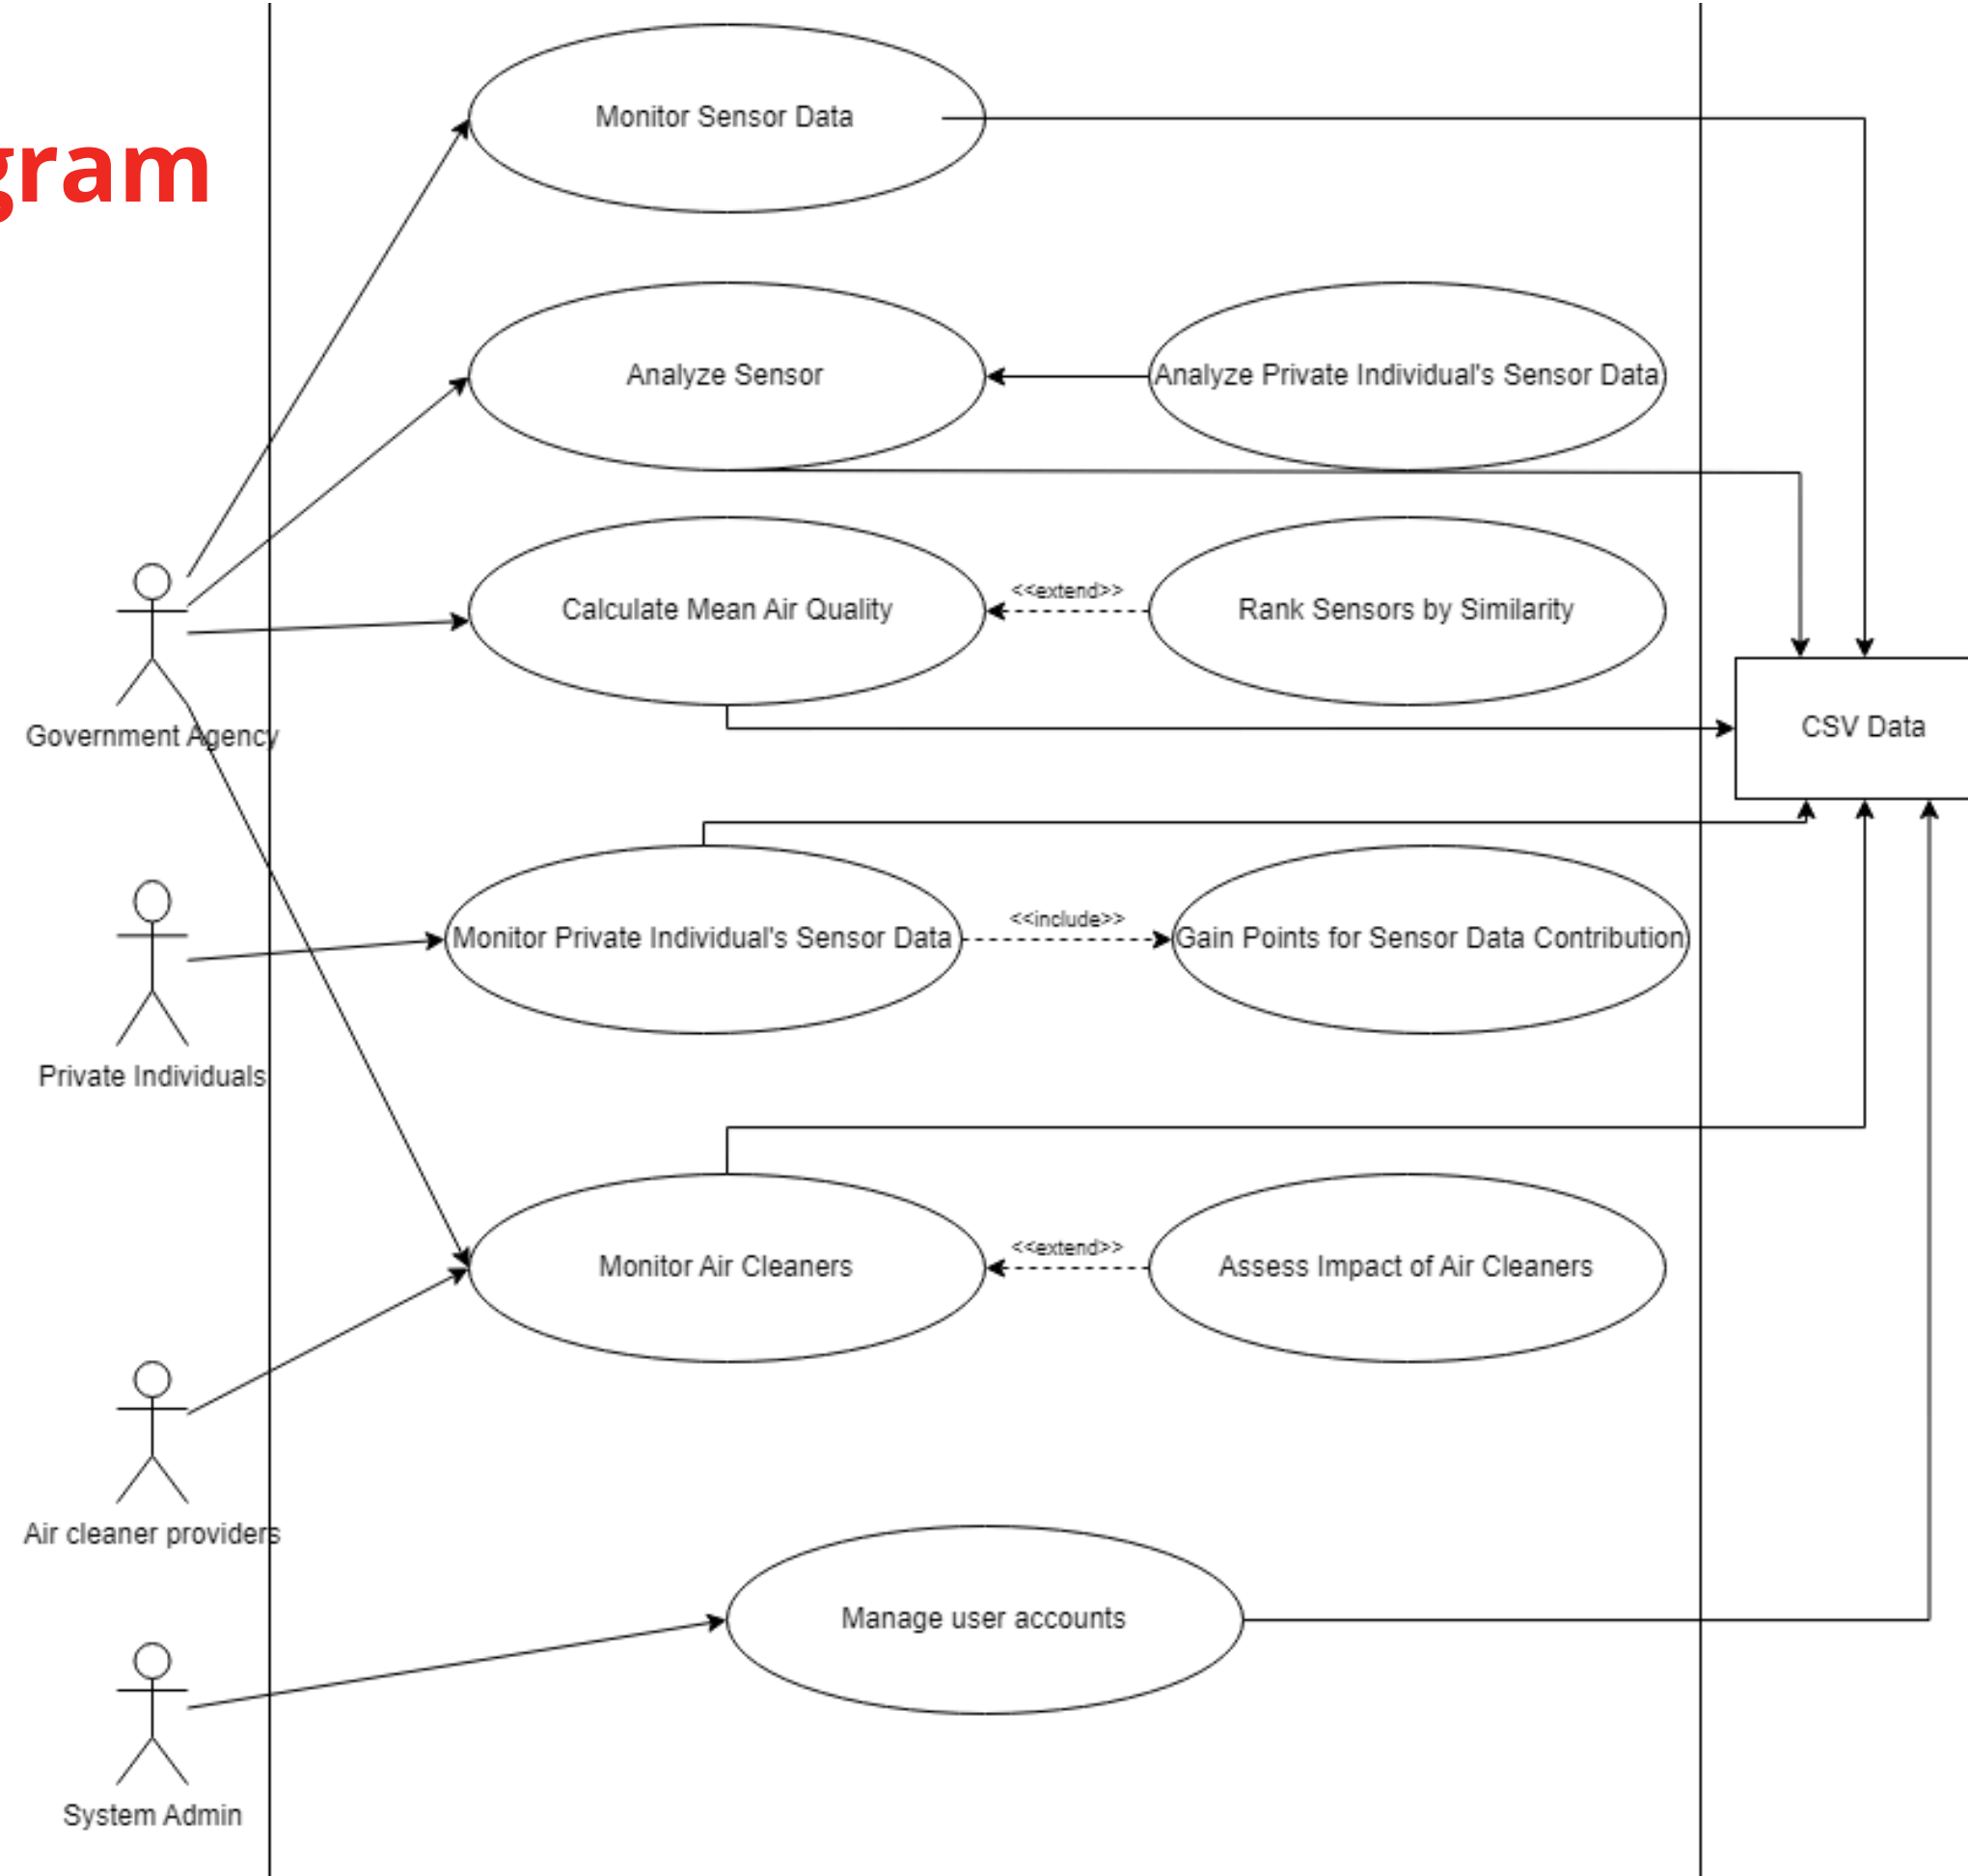 gram
Monitor Sensor Data
Analyze Sensor
Analyze Private Individual's Sensor Data
Calculate Mean Air Quality
<<extend>>
Rank Sensors by Similarity
Government Agency
CSV Data
Monitor Private Individual's Sensor Data
<<include>>
Gain Points for Sensor Data Contribution
Private Individuals
Monitor Air Cleaners
<<extend>>
Assess Impact of Air Cleaners
Air cleaner providers
Manage user accounts
System Admin